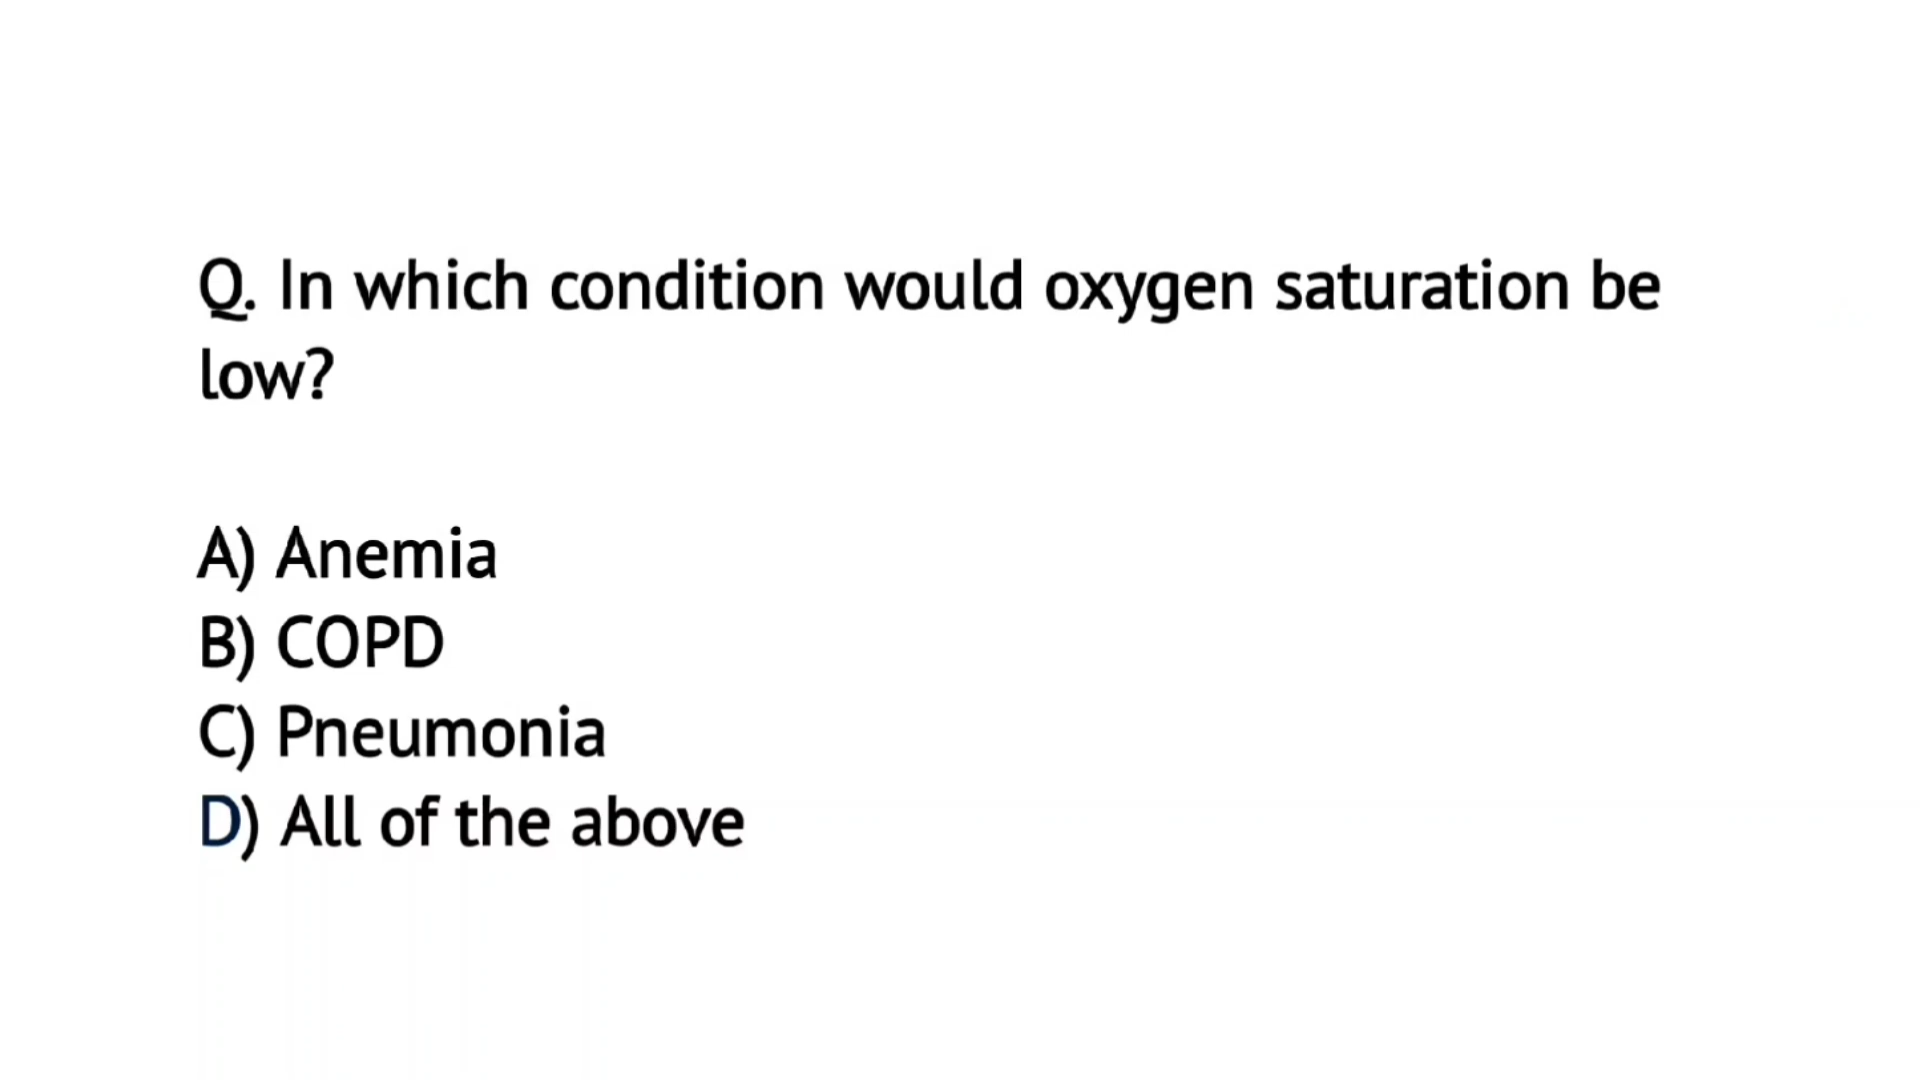 Q. In which condition would oxygen saturation be
low?
A) Anemia
B) COPD
C) Pneumonia
D) All of the above